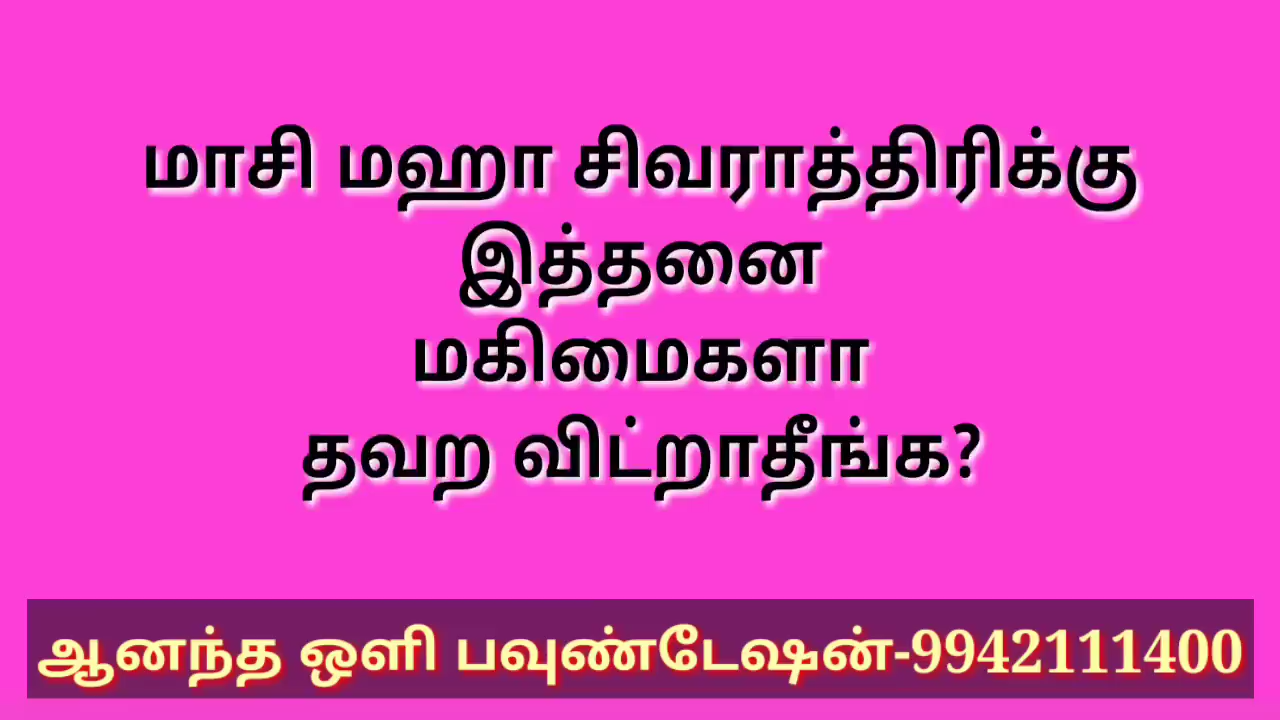 மாசி மஹா சிவராத்திரிக்கு
இத்தனை
மகிமைகளா
தவற விட்றாதீங்க?
ஆனந்த ஒளி பவுண்டேஷன்-9942111400